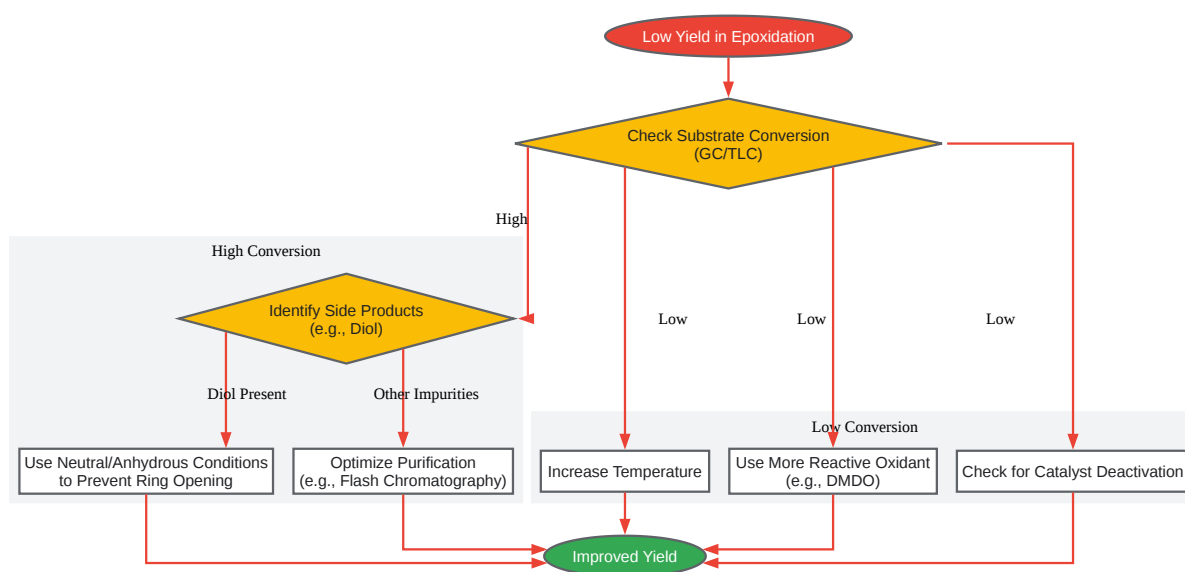 Low Yield in Epoxidation
Check Substrate Conversion
(GC/TLC)
High
High Conversion
Identify Side Products
(e.g., Diol)
Low
Low
Low
Diol Present
Other Impurities
Low Conversion
Use Neutral/Anhydrous Conditions
to Prevent Ring Opening
Optimize Purification
(e.g., Flash Chromatography)
Increase Temperature
Use More Reactive Oxidant
(e.g., DMDO)
Check for Catalyst Deactivation
Improved Yield